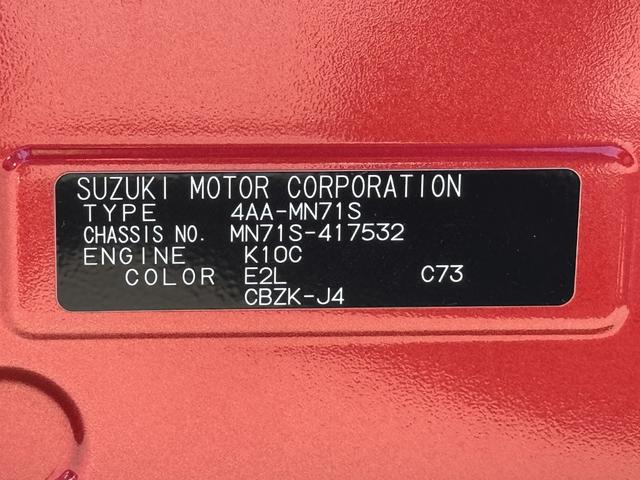 SUZUKI MOTOR CORPORATION
TYPE 4AA-MN71S
CHASSIS NO. MN71S-417532
ENGINE K10C
COLOR E2L C73
CBZK-J4